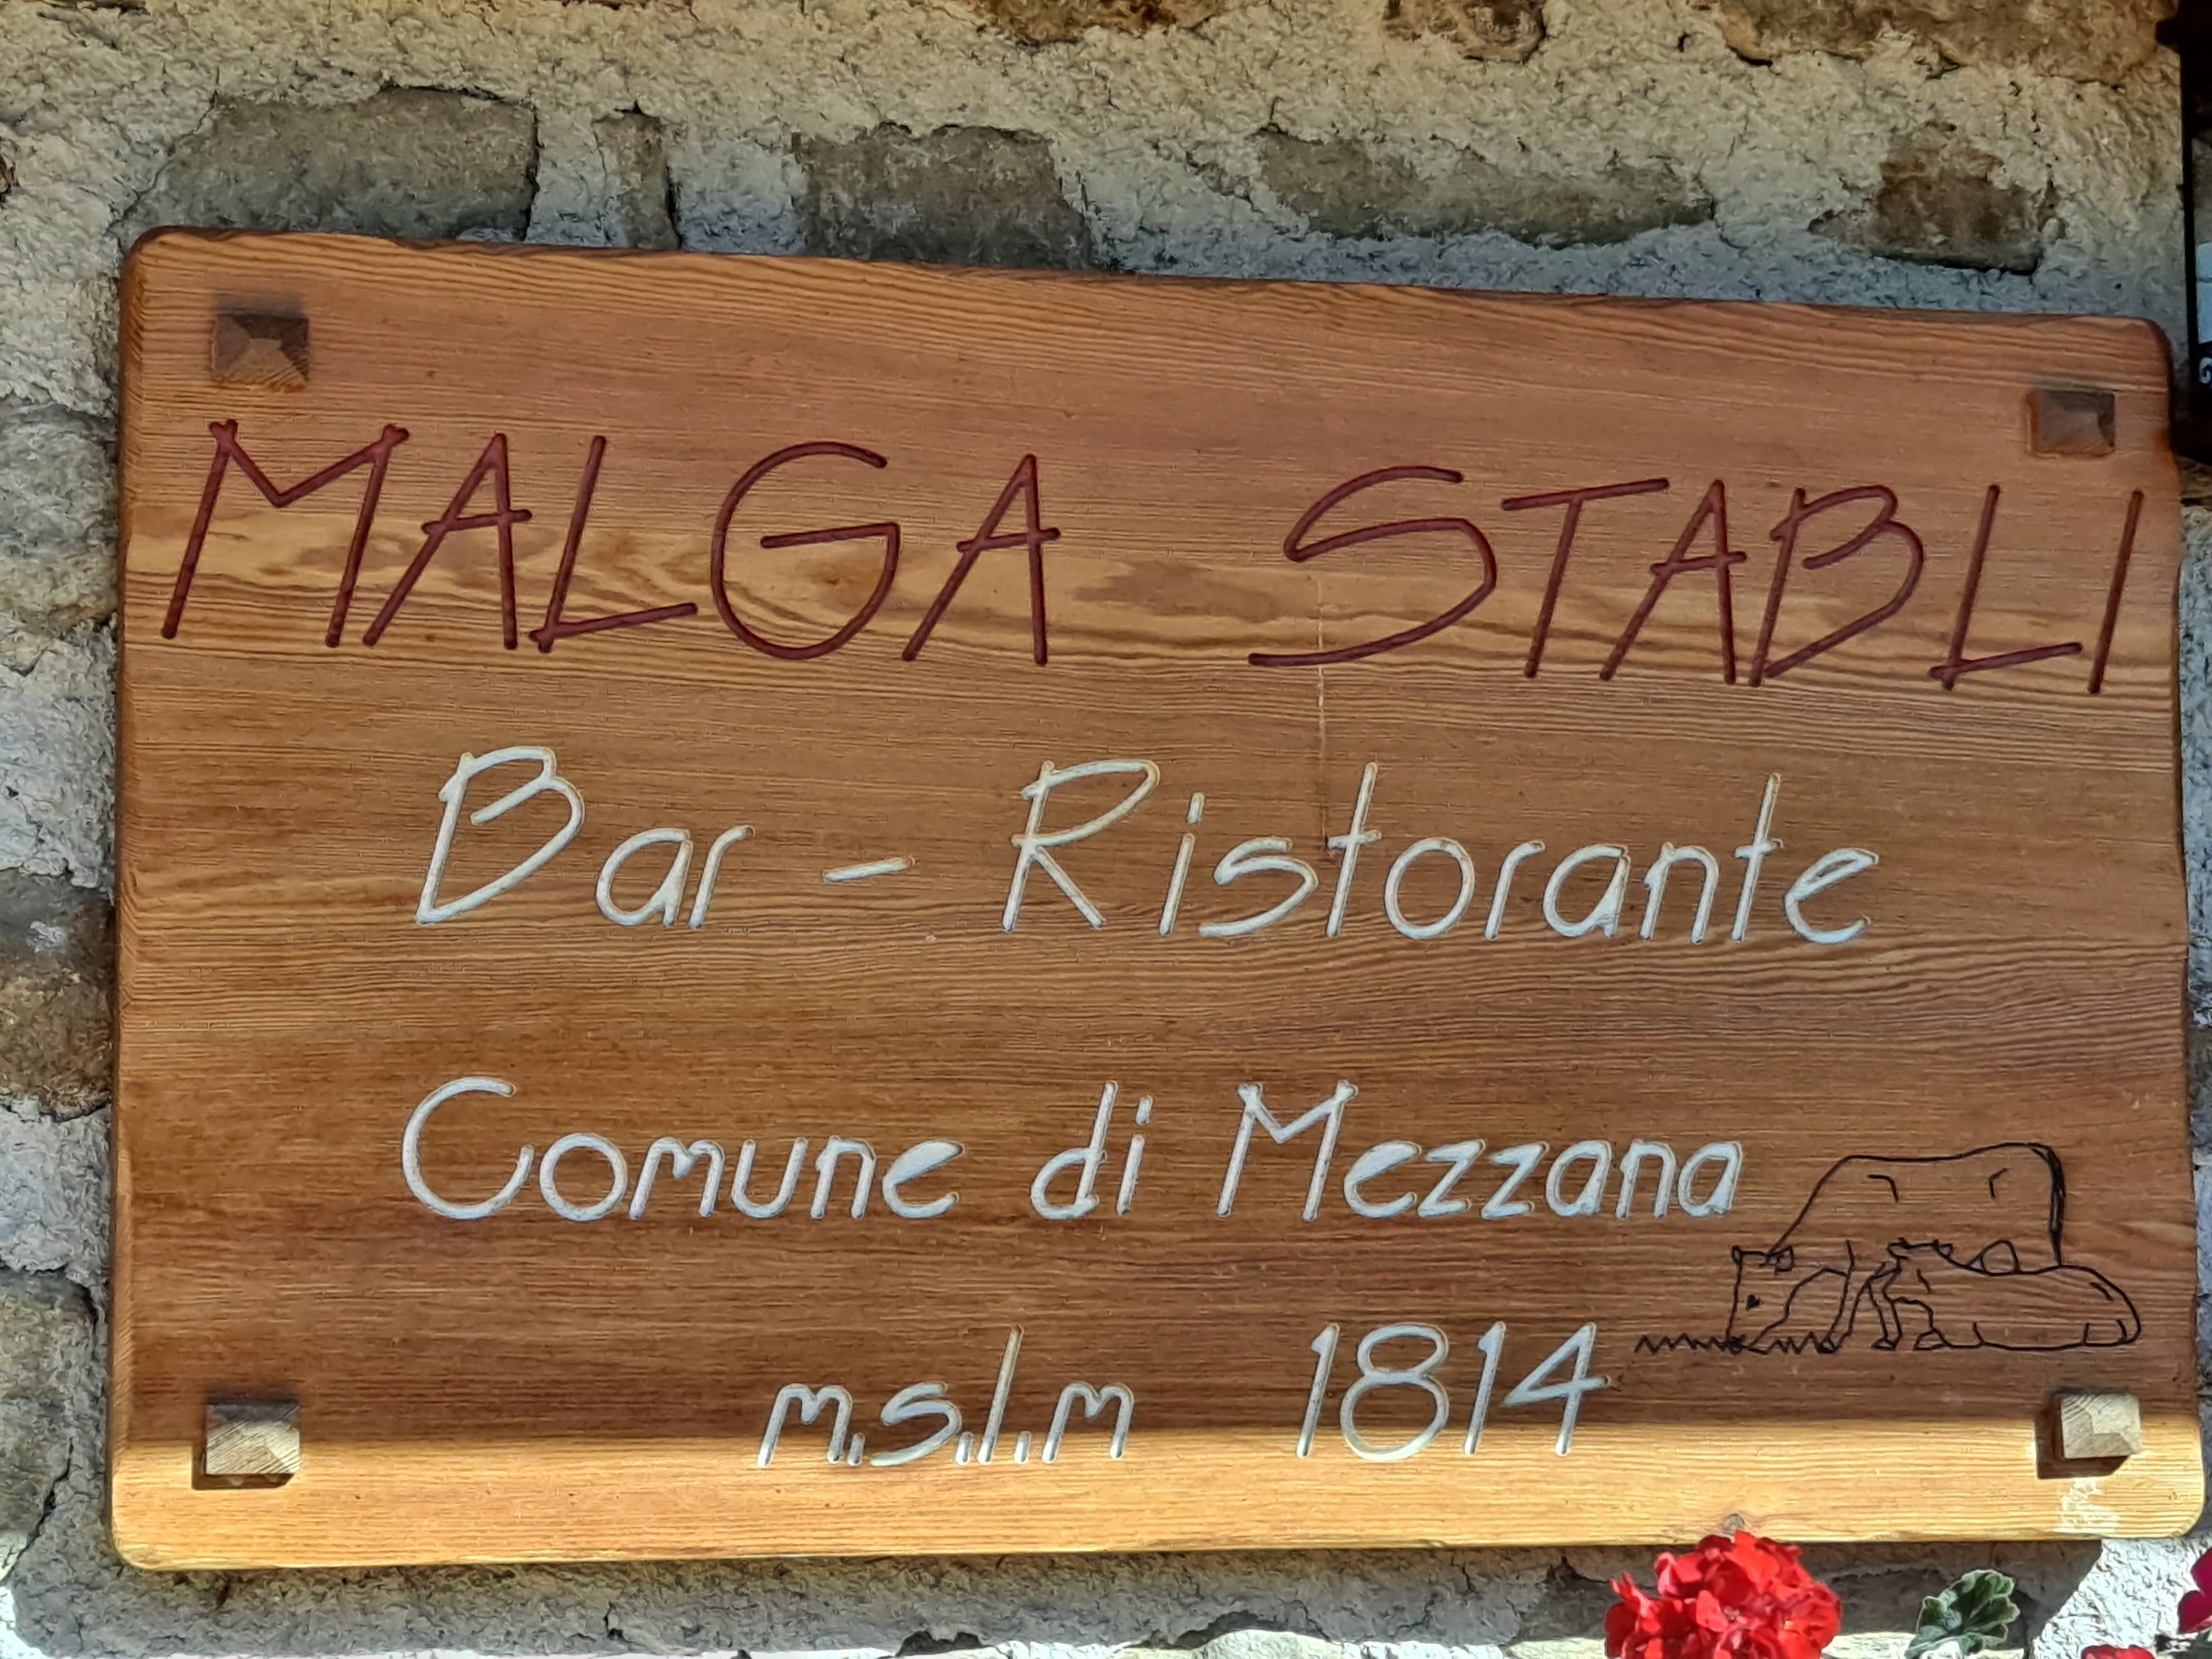 MALGA STABLI
Bar - Ristorante
Comune di Mezzana
m.s.l.m 1814